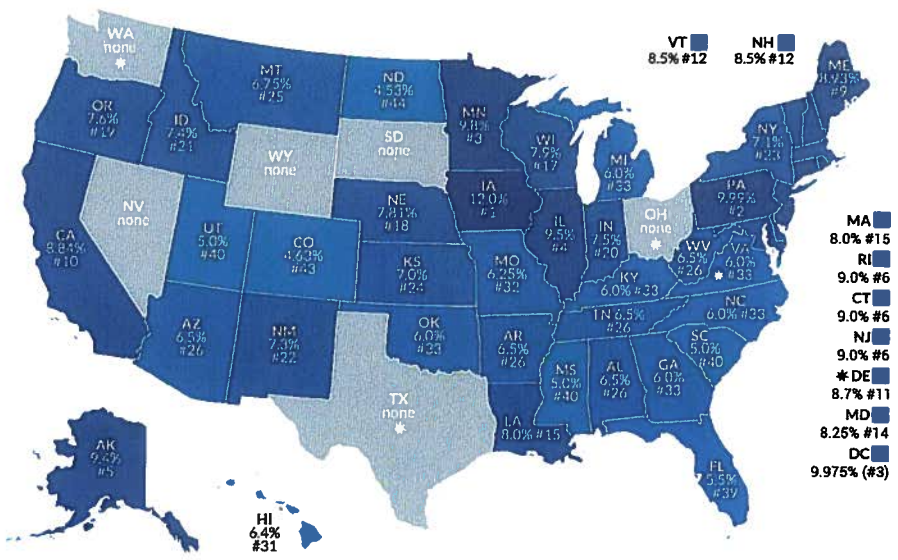 WA
none
*
OR
7.6%
#19
CA
8.84%
#10
NV
none
ID
7.4%
#21
MT
6.75%
#25
WY
none
UT
5.0%
#40
CO
4.63%
#43
AZ
6.5%
#26
NM
7.3%
#22
ND
4.53%
#44
SD
none
NE
7.81%
#18
KS
7.0%
#24
OK
6.0%
#33
TX
none
*
MN
9.8%
#3
IA
12.0%
#1
MO
6.25%
#32
AR
6.5%
#26
LA
8.0% #15
WI
7.9%
#17
IL
9.5%
#4
MS
5.0%
#40
MI
6.0%
#33
IN
7.5%
#20
KY
6.0% #33
TN 6.5%
#26
AL
6.5%
#26
OH
none
*
WV
6.5%
#26
VA
6.0%
#33
*
NC
6.0% #33
SC
5.0%
#40
GA
6.0%
#33
FL
5.5%
#39
PA
9.99%
#2
NY
7.1%
#23
ME
8.93%
#9
VT
8.5% #12
NH
8.5% #12
MA
8.0% #15
RI
9.0% #6
CT
9.0% #6
NJ
9.0% #6
* DE
8.7% #11
MD
8.25% #14
DC
9.975% (#3)
AK
9.4%
#5
HI
6.4%
#31